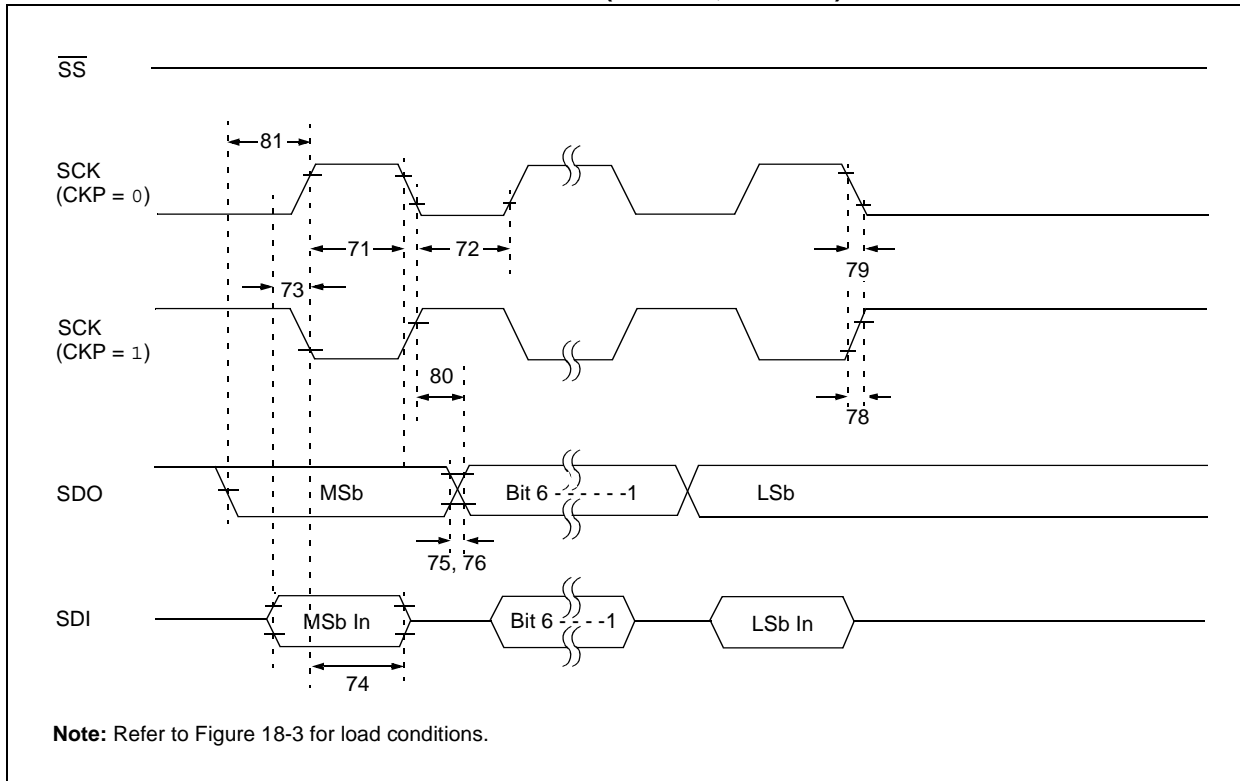 SS
81
SCK
(CKP = 0)
71
72
79
73
SCK
(CKP = 1)
80
78
SDO
MSb
Bit 6 - - - - - -1
LSb
75, 76
SDI
MSb In
Bit 6 - - - -1
LSb In
74
Note: Refer to Figure 18-3 for load conditions.